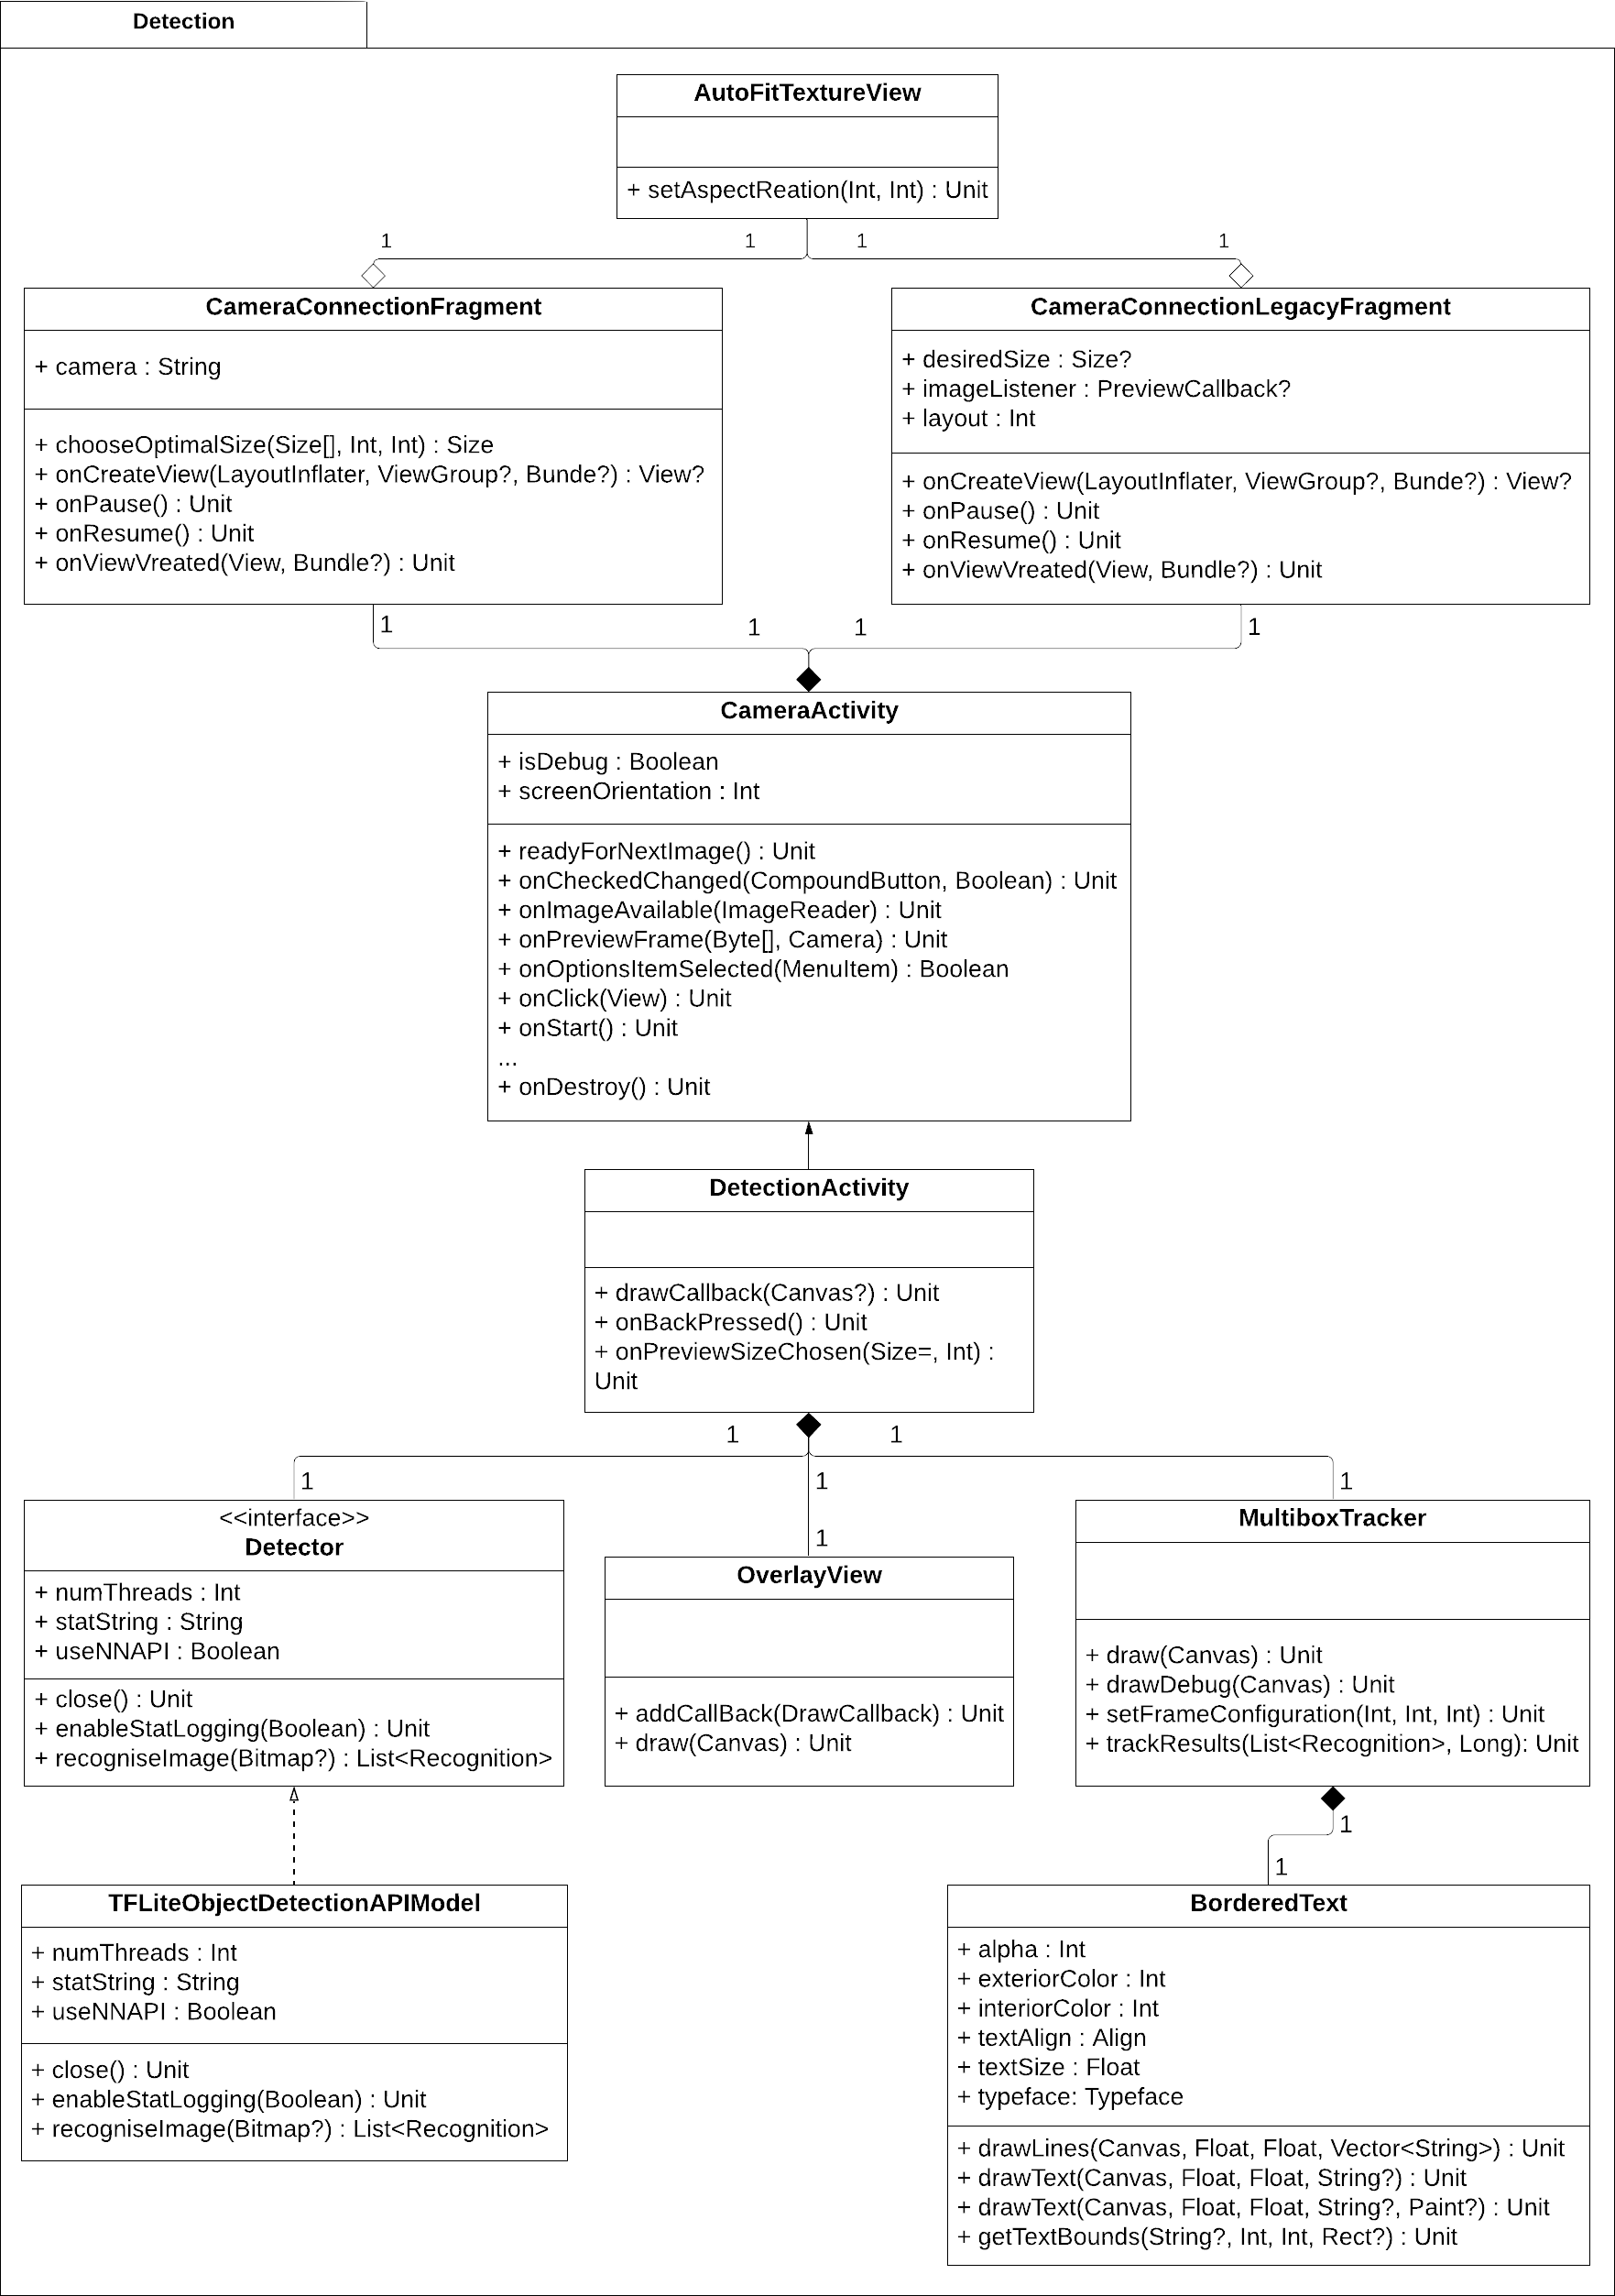 Detection
AutoFitTextureView
+ setAspectReation(Int, Int) : Unit
1 1 1 1
CameraConnectionFragment
+ camera : String
+ chooseOptimalSize(Size[], Int, Int) : Size
+ onCreateView(LayoutInflater, ViewGroup?, Bunde?) : View?
+ onPause() : Unit
+ onResume() : Unit
+ onViewVreated(View, Bundle?) : Unit
CameraConnectionLegacyFragment
+ desiredSize : Size?
+ imageListener : PreviewCallback?
+ layout : Int
+ onCreateView(LayoutInflater, ViewGroup?, Bunde?) : View?
+ onPause() : Unit
+ onResume() : Unit
+ onViewVreated(View, Bundle?) : Unit
1 1 1 1
CameraActivity
+ isDebug : Boolean
+ screenOrientation : Int
+ readyForNextImage() : Unit
+ onCheckedChanged(CompoundButton, Boolean) : Unit
+ onImageAvailable(ImageReader) : Unit
+ onPreviewFrame(Byte[], Camera) : Unit
+ onOptionsItemSelected(MenuItem) : Boolean
+ onClick(View) : Unit
+ onStart() : Unit
...
+ onDestroy() : Unit
DetectionActivity
+ drawCallback(Canvas?) : Unit
+ onBackPressed() : Unit
+ onPreviewSizeChosen(Size=, Int) :
Unit
1 1
1 1 1
1
<<interface>>
Detector
+ numThreads : Int
+ statString : String
+ useNNAPI : Boolean
+ close() : Unit
+ enableStatLogging(Boolean) : Unit
+ recogniseImage(Bitmap?) : List<Recognition>
OverlayView
+ addCallBack(DrawCallback) : Unit
+ draw(Canvas) : Unit
MultiboxTracker
+ draw(Canvas) : Unit
+ drawDebug(Canvas) : Unit
+ setFrameConfiguration(Int, Int, Int) : Unit
+ trackResults(List<Recognition>, Long): Unit
1
1
TFLiteObjectDetectionAPIModel
+ numThreads : Int
+ statString : String
+ useNNAPI : Boolean
+ close() : Unit
+ enableStatLogging(Boolean) : Unit
+ recogniseImage(Bitmap?) : List<Recognition>
BorderedText
+ alpha : Int
+ exteriorColor : Int
+ interiorColor : Int
+ textAlign : Align
+ textSize : Float
+ typeface: Typeface
+ drawLines(Canvas, Float, Float, Vector<String>) : Unit
+ drawText(Canvas, Float, Float, String?) : Unit
+ drawText(Canvas, Float, Float, String?, Paint?) : Unit
+ getTextBounds(String?, Int, Int, Rect?) : Unit